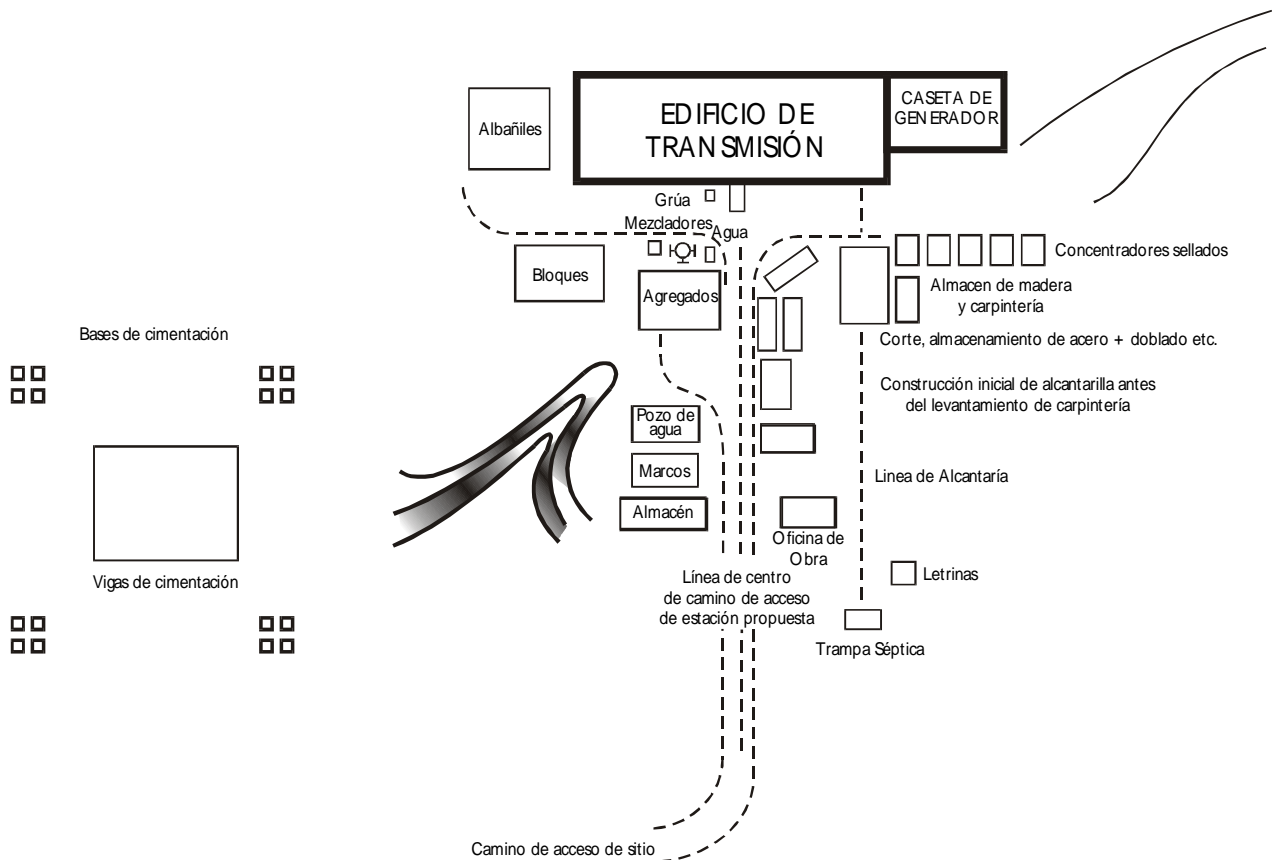 EDIFICIO DE
TRANSMISIÓN
CASETA DE
GENERADOR
Albañiles
Grúa
Mezcladores
Agua
Bloques
Agregados
Concentradores sellados
Almacen de madera
y carpintería
Corte, almacenamiento de acero + doblado etc.
Construcción inicial de alcantarilla antes
del levantamiento de carpintería
Bases de cimentación
Pozo de
agua
Marcos
Almacén
Linea de Alcantaría
Oficina de
Obra
Vigas de cimentación
Línea de centro
de camino de acceso
de estación propuesta
Letrinas
Trampa Séptica
Camino de acceso de sitio